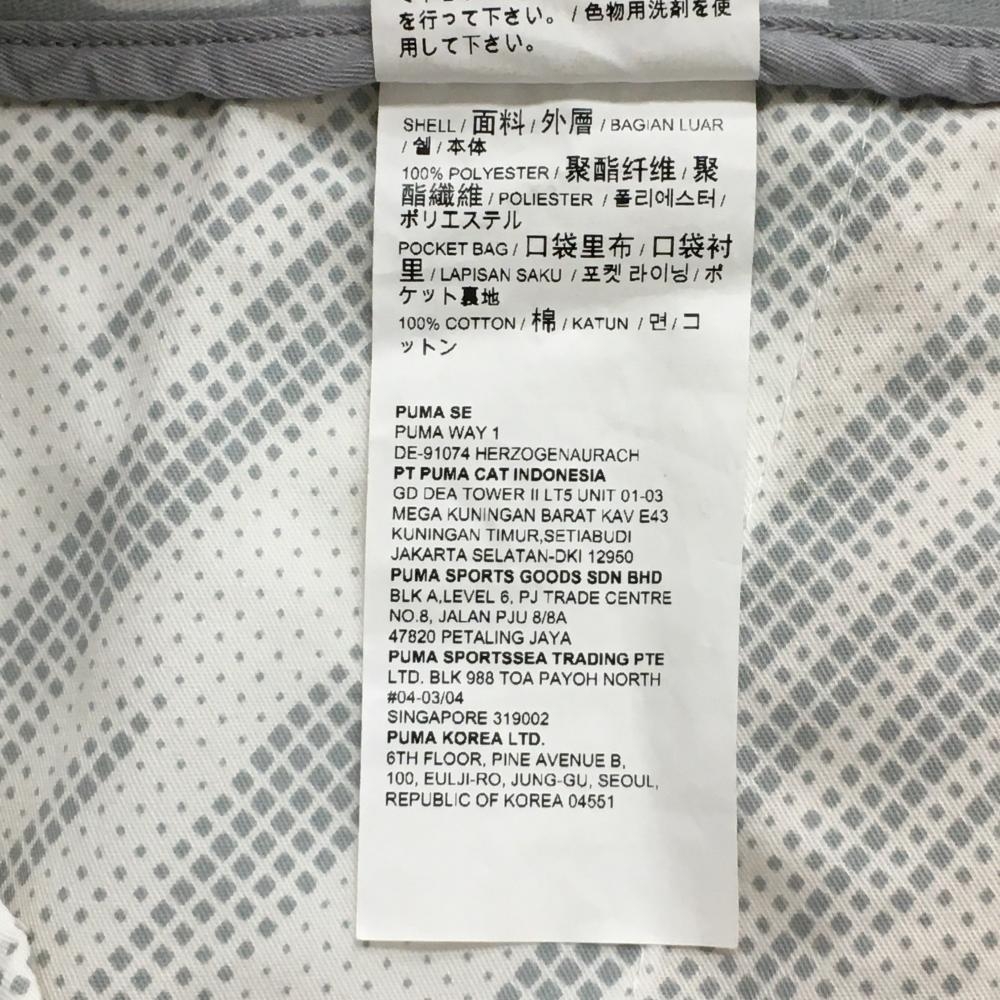 を行って下さい。/ 色物用洗剤を使
用して下さい。
SHELL / 面料 / 外層 / BAGIAN LUAR
/ 쉘 / 本体
100% POLYESTER / 聚酯纤维 / 聚
酯纖維 / POLIESTER / 폴리에스터 /
ポリエステル
POCKET BAG / 口袋里布 / 口袋衬
里 / LAPISAN SAKU / 포켓 라이닝 / ポ
ケット裏地
100% COTTON / 棉 / KATUN / 면 / コ
ットン
PUMA SE
PUMA WAY 1
DE-91074 HERZOGENAURACH
PT PUMA CAT INDONESIA
GD DEA TOWER II LT5 UNIT 01-03
MEGA KUNINGAN BARAT KAV E43
KUNINGAN TIMUR,SETIABUDI
JAKARTA SELATAN-DKI 12950
PUMA SPORTS GOODS SDN BHD
BLK A,LEVEL 6, PJ TRADE CENTRE
NO.8, JALAN PJU 8/8A
47820 PETALING JAYA
PUMA SPORTSSEA TRADING PTE
LTD. BLK 988 TOA PAYOH NORTH
#04-03/04
SINGAPORE 319002
PUMA KOREA LTD.
6TH FLOOR, PINE AVENUE B,
100, EULJI-RO, JUNG-GU, SEOUL,
REPUBLIC OF KOREA 04551